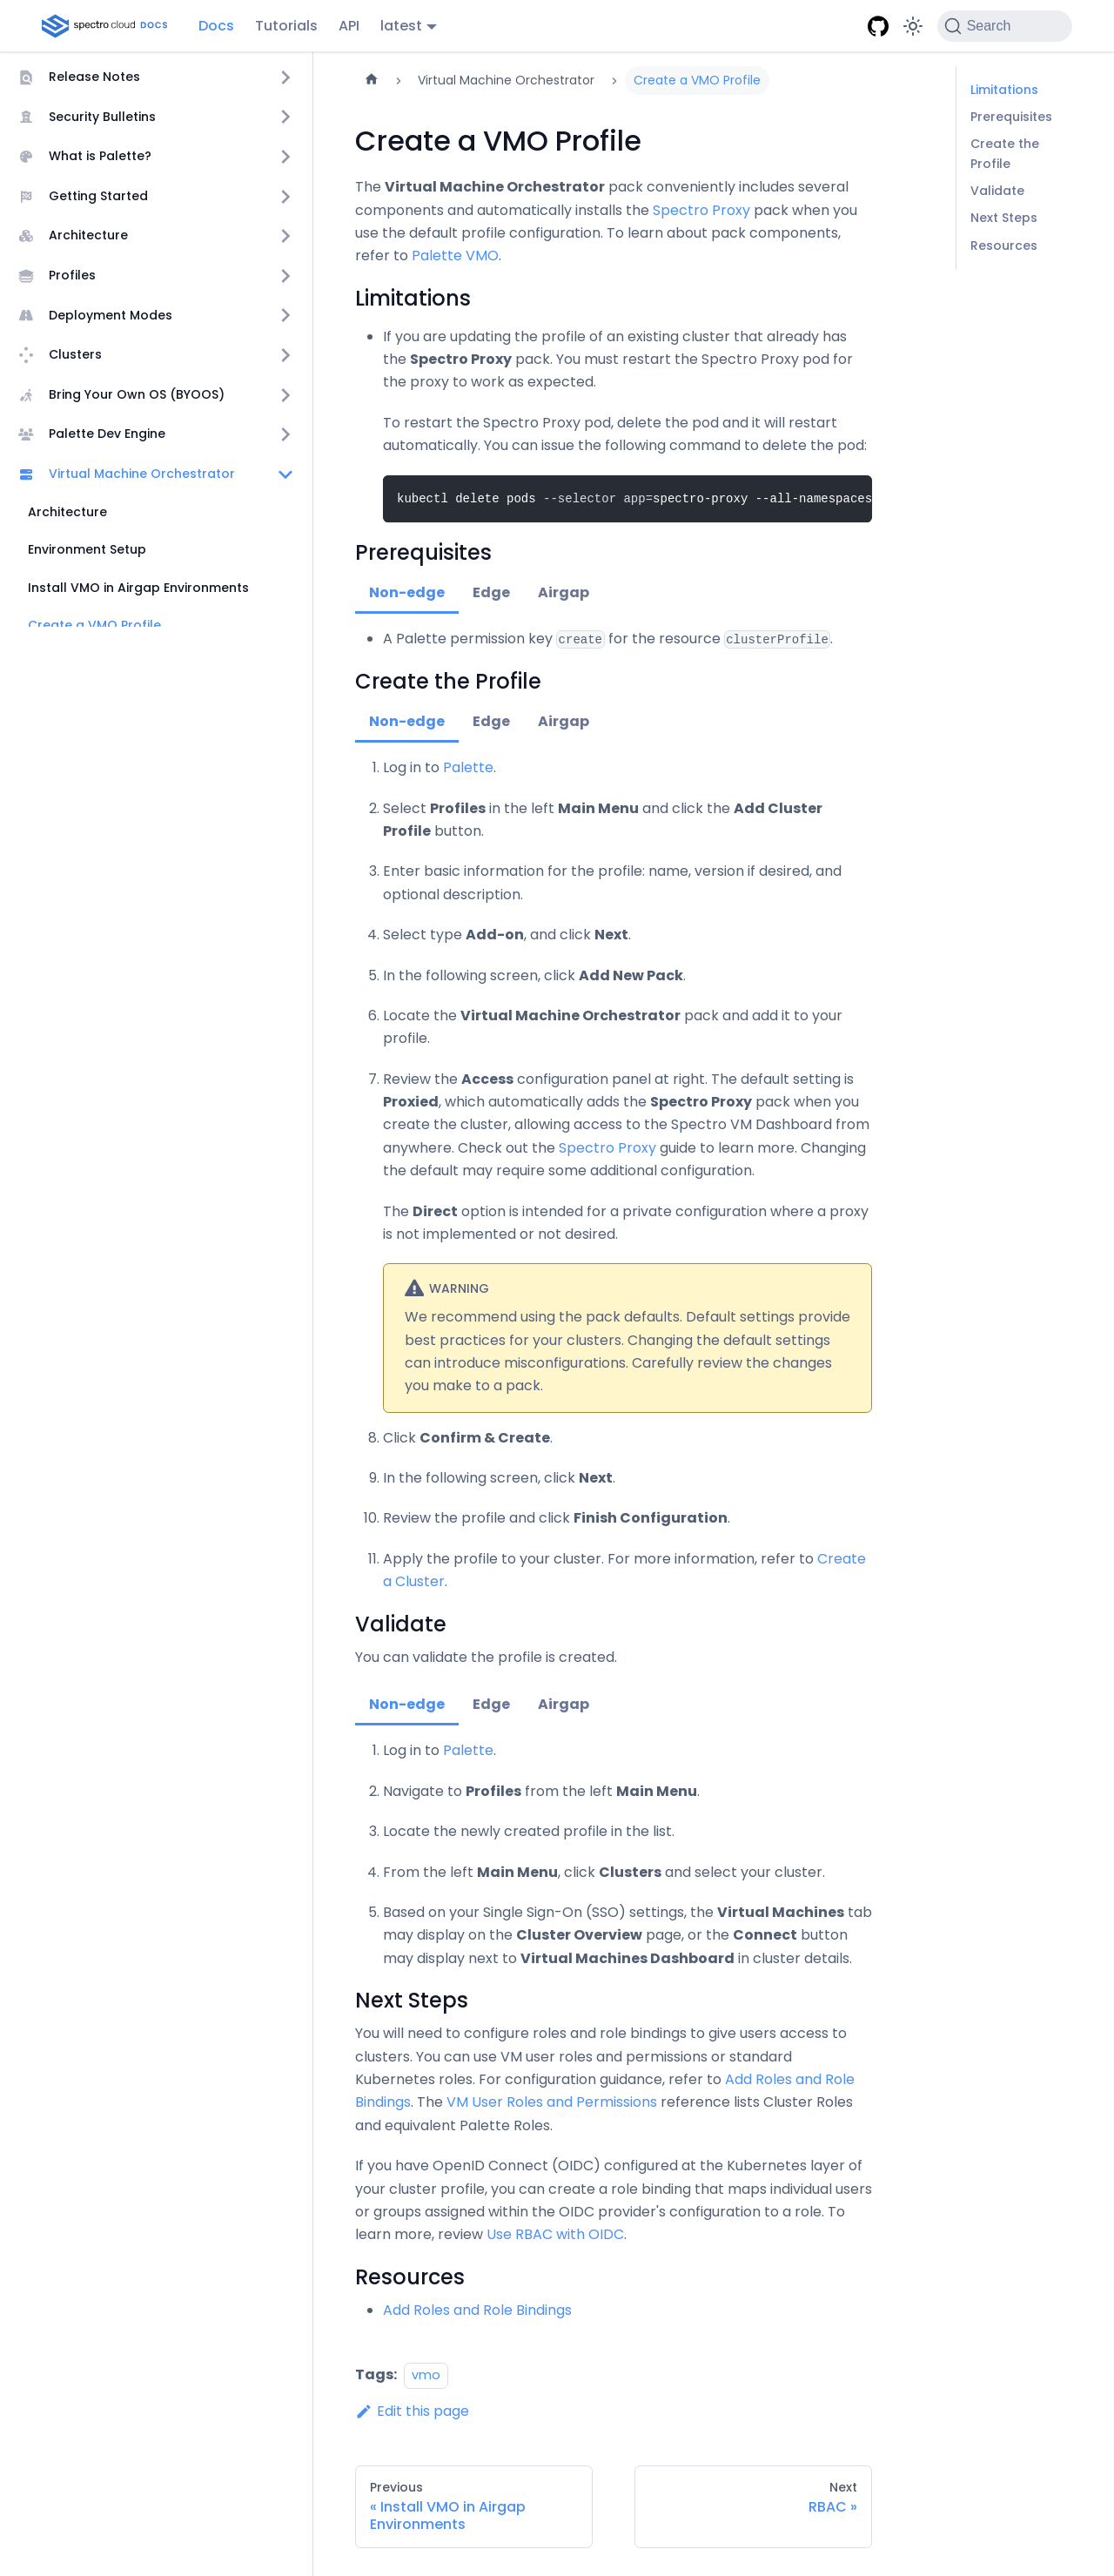 spectro cloud DOCS
Docs
Tutorials
API
latest
Search
Release Notes
Security Bulletins
What is Palette?
Getting Started
Architecture
Profiles
Deployment Modes
Clusters
Bring Your Own OS (BYOOS)
Palette Dev Engine
Virtual Machine Orchestrator
Architecture
Environment Setup
Install VMO in Airgap Environments
Create a VMO Profile
Virtual Machine Orchestrator
Create a VMO Profile
Create a VMO Profile
The Virtual Machine Orchestrator pack conveniently includes several
components and automatically installs the Spectro Proxy pack when you
use the default profile configuration. To learn about pack components,
refer to Palette VMO.
Limitations
If you are updating the profile of an existing cluster that already has
the Spectro Proxy pack. You must restart the Spectro Proxy pod for
the proxy to work as expected.
To restart the Spectro Proxy pod, delete the pod and it will restart
automatically. You can issue the following command to delete the pod:
kubectl delete pods --selector app=spectro-proxy --all-namespaces
Prerequisites
Non-edge
Edge
Airgap
A Palette permission key create for the resource clusterProfile.
Create the Profile
Non-edge
Edge
Airgap
1. Log in to Palette.
2. Select Profiles in the left Main Menu and click the Add Cluster
Profile button.
3. Enter basic information for the profile: name, version if desired, and
optional description.
4. Select type Add-on, and click Next.
5. In the following screen, click Add New Pack.
6. Locate the Virtual Machine Orchestrator pack and add it to your
profile.
7. Review the Access configuration panel at right. The default setting is
Proxied, which automatically adds the Spectro Proxy pack when you
create the cluster, allowing access to the Spectro VM Dashboard from
anywhere. Check out the Spectro Proxy guide to learn more. Changing
the default may require some additional configuration.
The Direct option is intended for a private configuration where a proxy
is not implemented or not desired.
WARNING
We recommend using the pack defaults. Default settings provide
best practices for your clusters. Changing the default settings
can introduce misconfigurations. Carefully review the changes
you make to a pack.
8. Click Confirm & Create.
9. In the following screen, click Next.
10. Review the profile and click Finish Configuration.
11. Apply the profile to your cluster. For more information, refer to Create
a Cluster.
Validate
You can validate the profile is created.
Non-edge
Edge
Airgap
1. Log in to Palette.
2. Navigate to Profiles from the left Main Menu.
3. Locate the newly created profile in the list.
4. From the left Main Menu, click Clusters and select your cluster.
5. Based on your Single Sign-On (SSO) settings, the Virtual Machines tab
may display on the Cluster Overview page, or the Connect button
may display next to Virtual Machines Dashboard in cluster details.
Next Steps
You will need to configure roles and role bindings to give users access to
clusters. You can use VM user roles and permissions or standard
Kubernetes roles. For configuration guidance, refer to Add Roles and Role
Bindings. The VM User Roles and Permissions reference lists Cluster Roles
and equivalent Palette Roles.
If you have OpenID Connect (OIDC) configured at the Kubernetes layer of
your cluster profile, you can create a role binding that maps individual users
or groups assigned within the OIDC provider's configuration to a role. To
learn more, review Use RBAC with OIDC.
Resources
Add Roles and Role Bindings
Tags: vmo
Edit this page
Previous
« Install VMO in Airgap
Environments
Next
RBAC »
Limitations
Prerequisites
Create the
Profile
Validate
Next Steps
Resources